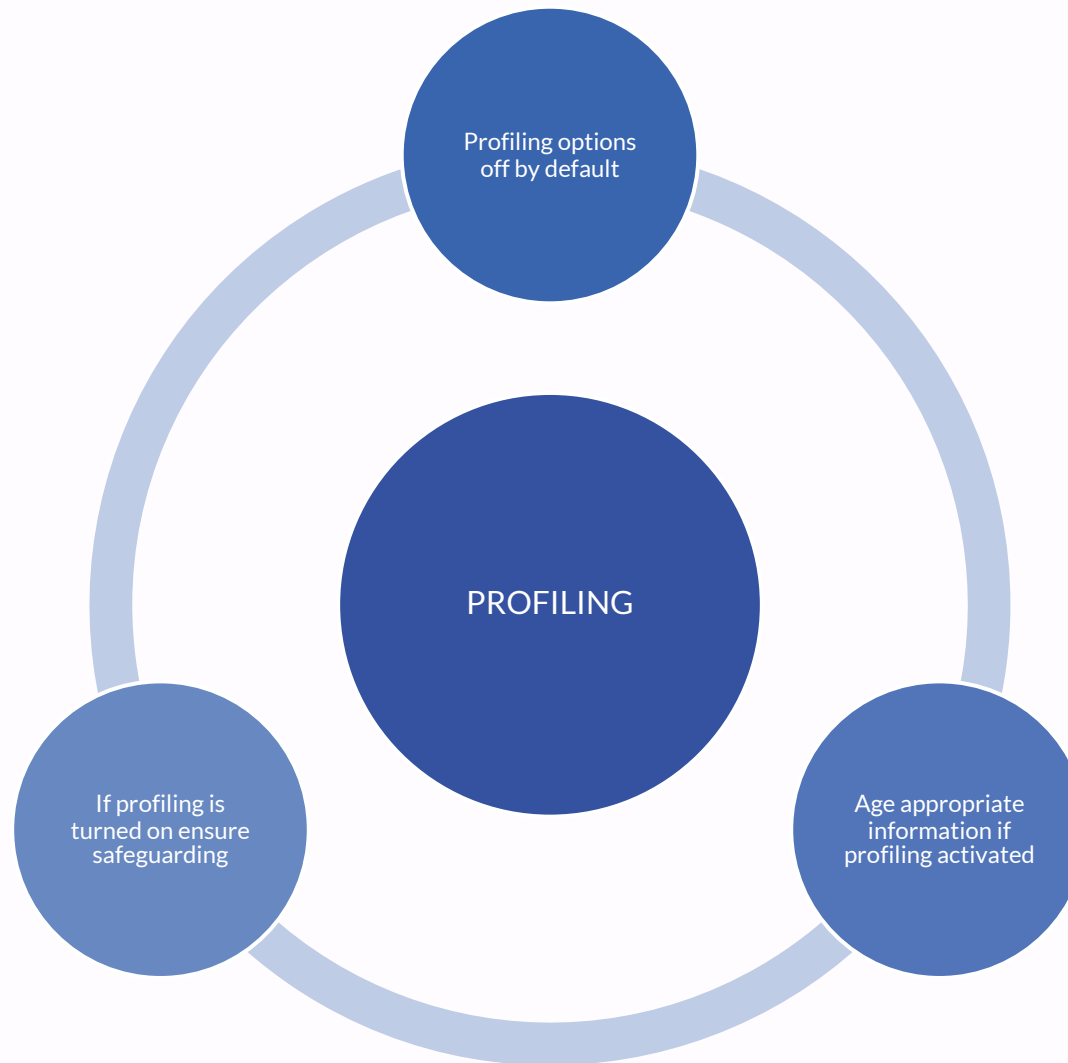 Profiling options
off by default
PROFILING
If profiling is
turned on ensure
safeguarding
Age appropriate
information if
profiling activated